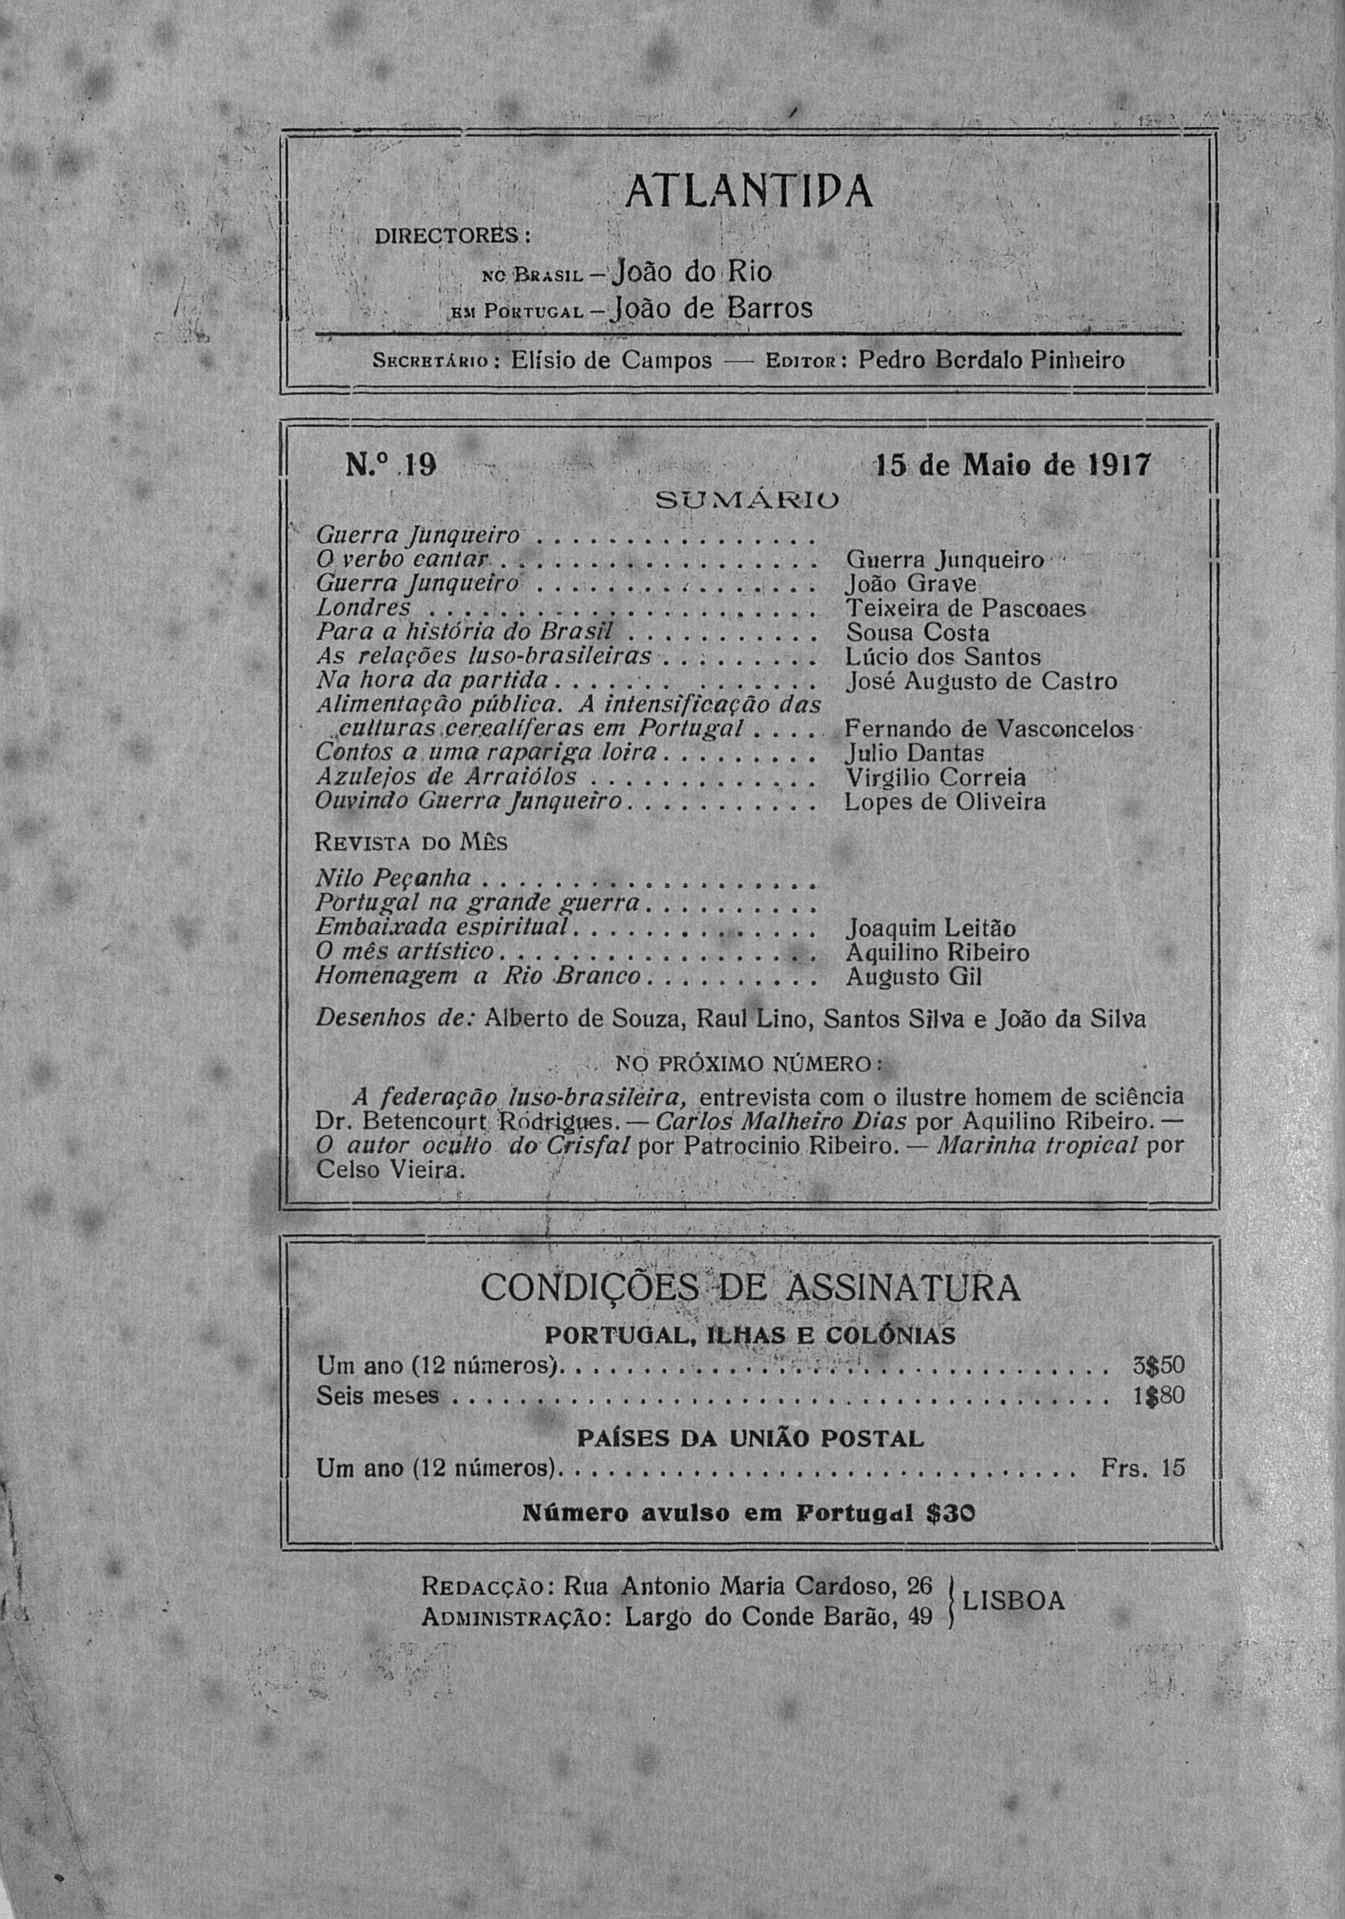 ATLANTIDA
DIRECTORES:
NO BRASIL — João do Rio
EM PORTUGAL — João de Barros
SECRETÁRIO: Elísio de Campos — EDITOR: Pedro Bordalo Pinheiro
N.º 19 15 de Maio de 1917
SUMÁRIO
Guerra Junqueiro . . . . . . . . . . . . . . . .
O verbo cantar. . . . . . . . . . . . . . . . . . Guerra Junqueiro
Guerra Junqueiro . . . . . . . . . . . . . . . . João Grave
Londres . . . . . . . . . . . . . . . . . . . . . . Teixeira de Pascoaes
Para a história do Brasil . . . . . . . . . . . Sousa Costa
As relações luso-brasileiras . . . . . . . . . Lúcio dos Santos
Na hora da partida . . . . . . . . . . . . . . . José Augusto de Castro
Alimentação pública. A intensificação das
culturas cerealíferas em Portugal . . . . Fernando de Vasconcelos
Contos a uma rapariga loira . . . . . . . . . Julio Dantas
Azulejos de Arraiólos . . . . . . . . . . . . . Virgilio Correia
Ouvindo Guerra Junqueiro . . . . . . . . . . . Lopes de Oliveira
REVISTA DO MÊS
Nilo Peçanha . . . . . . . . . . . . . . . . . . .
Portugal na grande guerra . . . . . . . . . .
Embaixada espiritual . . . . . . . . . . . . . . Joaquim Leitão
O mês artístico . . . . . . . . . . . . . . . . . . Aquilino Ribeiro
Homenagem a Rio Branco . . . . . . . . . . Augusto Gil
Desenhos de: Alberto de Souza, Raul Lino, Santos Silva e João da Silva
NO PRÓXIMO NÚMERO:
A federação luso-brasileira, entrevista com o ilustre homem de sciência
Dr. Betencourt Rodrigues. — Carlos Malheiro Dias por Aquilino Ribeiro. —
O autor oculto do Crisfal por Patrocinio Ribeiro. — Marinha tropical por
Celso Vieira.
CONDIÇÕES DE ASSINATURA
PORTUGAL, ILHAS E COLÓNIAS
Um ano (12 números) . . . . . . . . . . . . . . . . . . . . . . . . . . . . . . . . . 3$50
Seis meses . . . . . . . . . . . . . . . . . . . . . . . . . . . . . . . . . . . . . . . 1$80
PAÍSES DA UNIÃO POSTAL
Um ano (12 números) . . . . . . . . . . . . . . . . . . . . . . . . . . . . . . . Frs. 15
Número avulso em Portugal $30
REDACÇÃO: Rua Antonio Maria Cardoso, 26
ADMINISTRAÇÃO: Largo do Conde Barão, 49
} LISBOA